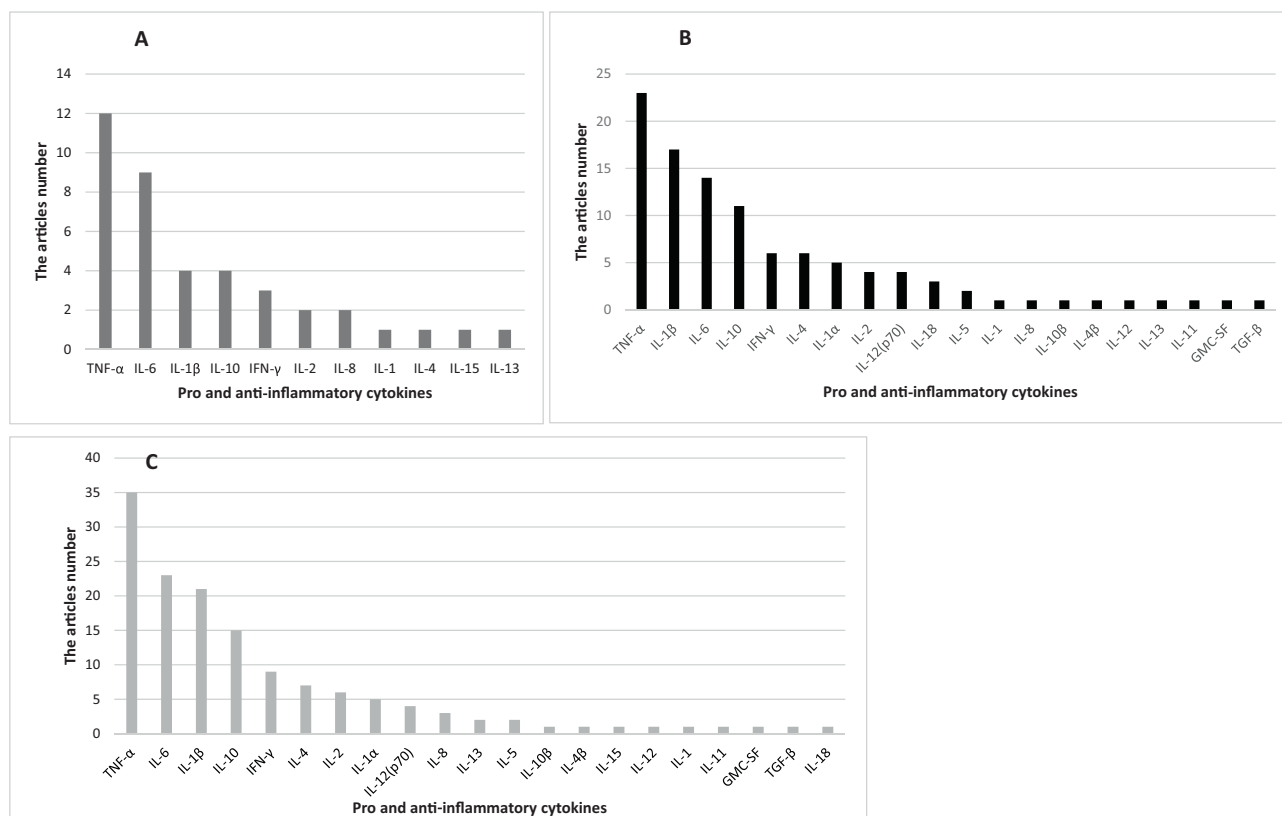 A
The articles number
14
12
10
8
6
4
2
0
TNF-α IL-6 IL-1β IL-10 IFN-γ IL-2 IL-8 IL-1 IL-4 IL-15 IL-13
Pro and anti-inflammatory cytokines
B
The articles number
25
20
15
10
5
0
TNF-α IL-1β IL-6 IL-10 IFN-γ IL-4 IL-1α IL-2 IL-12(p70) IL-18 IL-5 IL-1 IL-8 IL-10β IL-4β IL-12 IL-13 IL-11 GMC-SF TGF-β
Pro and anti-inflammatory cytokines
C
The articles number
40
35
30
25
20
15
10
5
0
TNF-α IL-6 IL-1β IL-10 IFN-γ IL-4 IL-2 IL-1α IL-12(p70) IL-8 IL-13 IL-5 IL-10β IL-4β IL-15 IL-12 IL-1 IL-11 GMC-SF TGF-β IL-18
Pro and anti-inflammatory cytokines